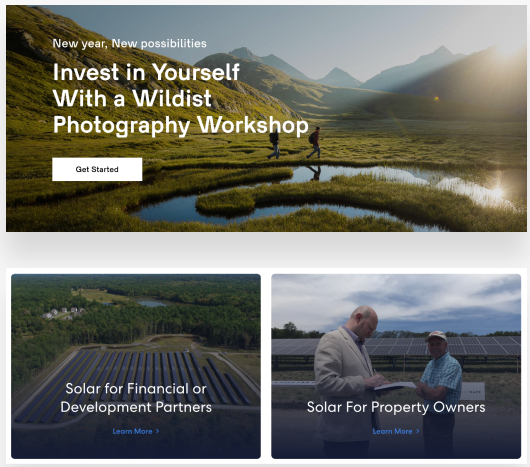 New year, New possibilities
Invest in Yourself
With a Wildist
Photography Workshop
Get Started
Solar for Financial or
Development Partners
Learn More >
Solar For Property Owners
Learn More >